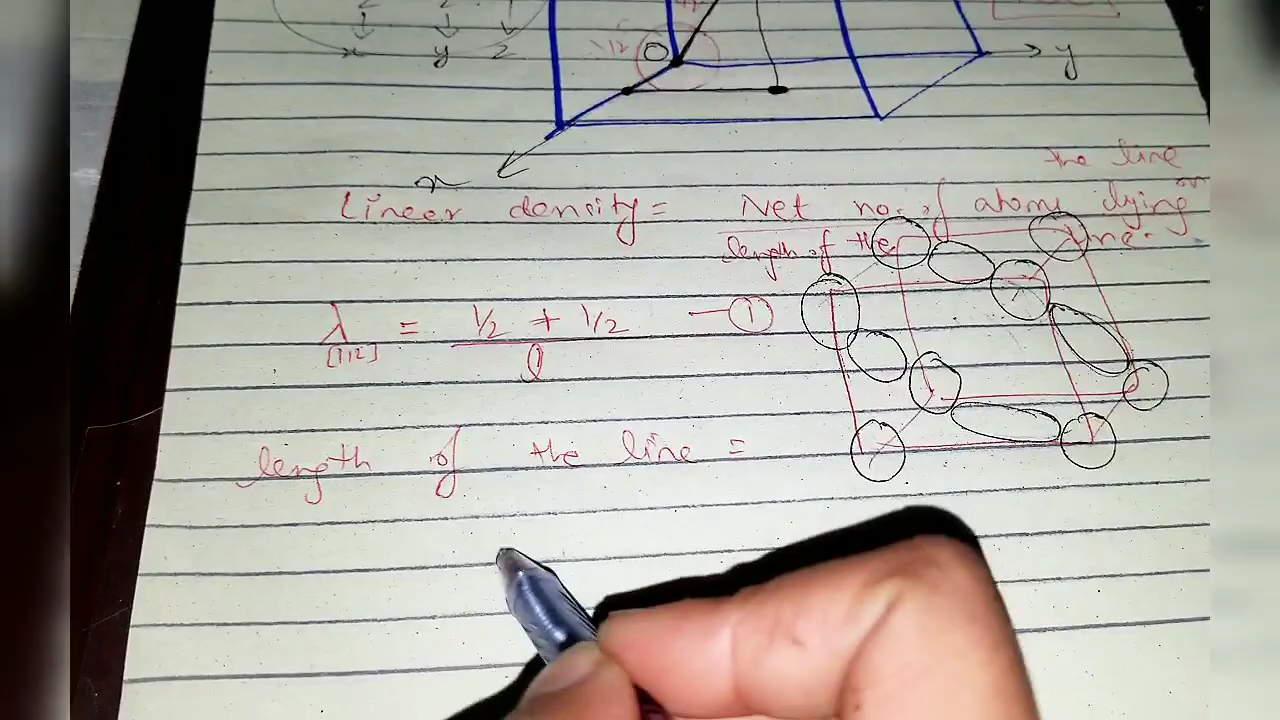 x y z
O
y
x
the line
Lineer density = Net no. of atoms lying on
length of the line.
λ[112] = 1/2 + 1/2 / l —①
length of the line =